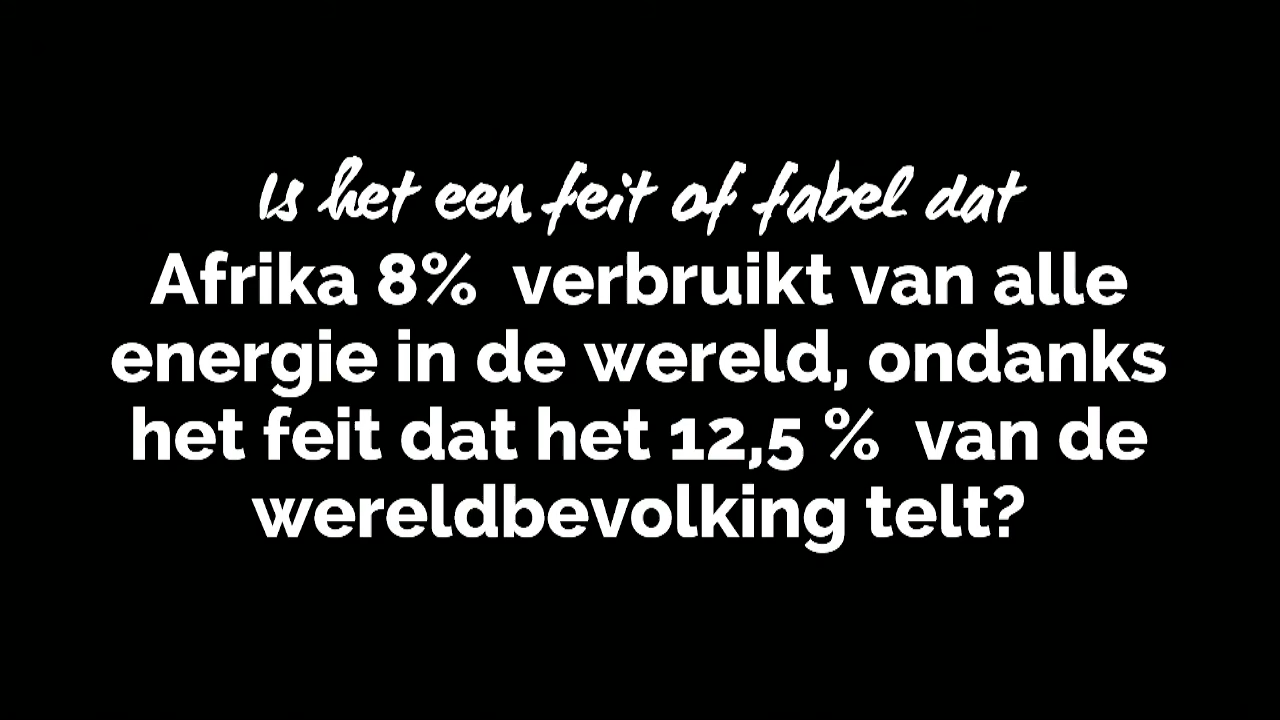 Is het een feit of fabel dat
Afrika 8% verbruikt van alle
energie in de wereld, ondanks
het feit dat het 12,5 % van de
wereldbevolking telt?